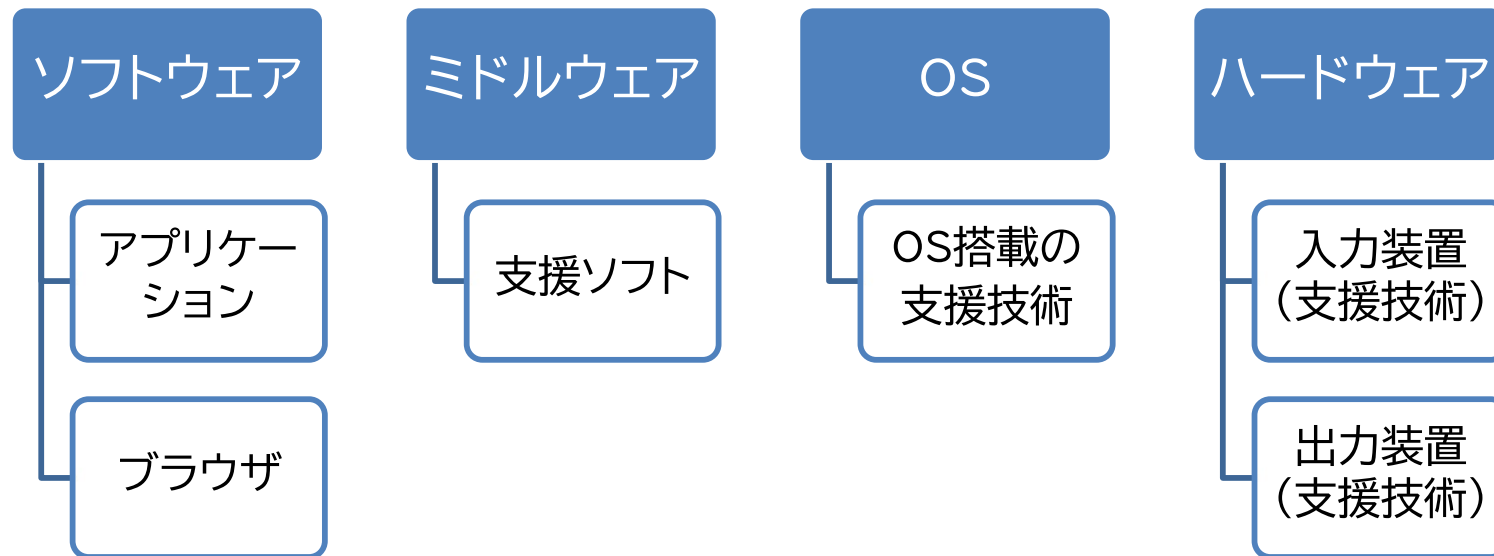 ソフトウェア
アプリケー
ション
ブラウザ
ミドルウェア
支援ソフト
OS
OS搭載の
支援技術
ハードウェア
入力装置
（支援技術）
出力装置
（支援技術）